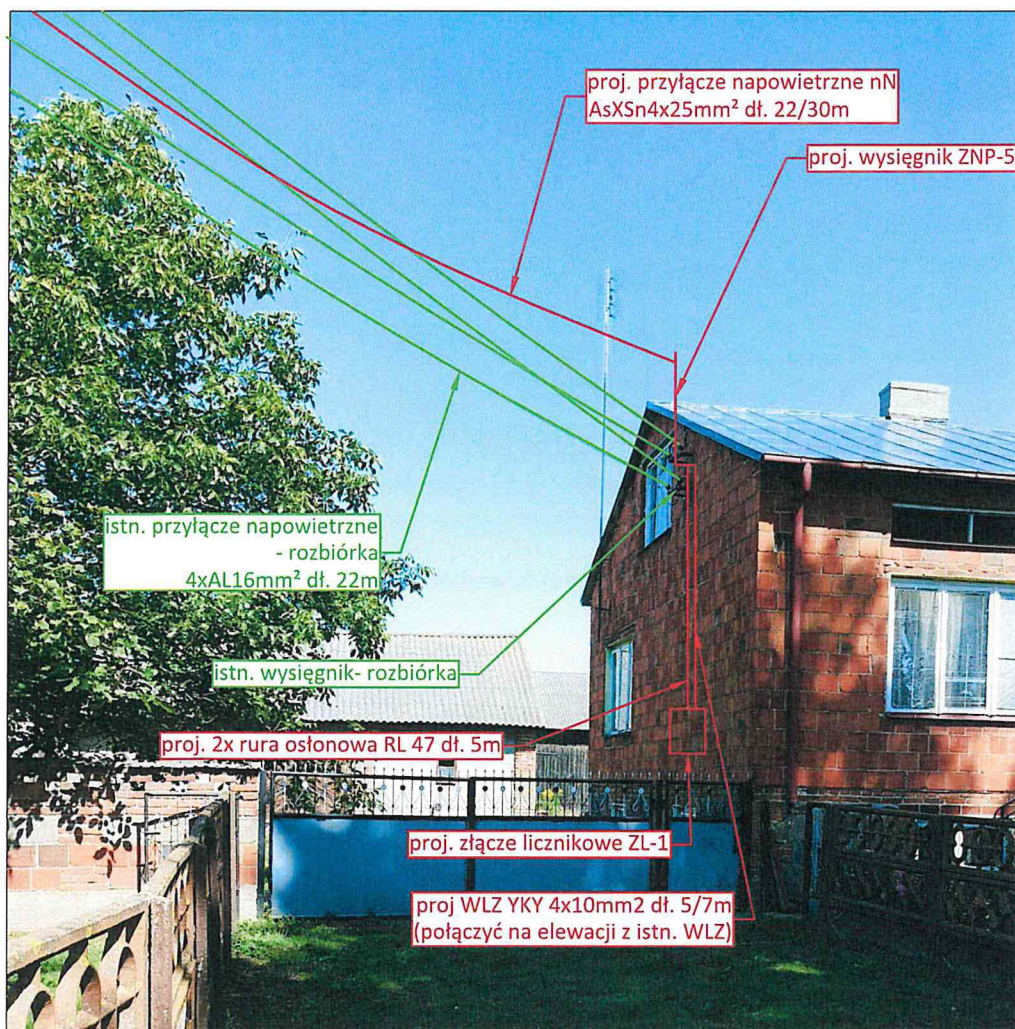 proj. przyłącze napowietrzne nN
AsXSn4x25mm² dł. 22/30m
proj. wysięgnik ZNP-5
istn. przyłącze napowietrzne
- rozbiórka
4xAL16mm² dł. 22m
istn. wysięgnik- rozbiórka
proj. 2x rura osłonowa RL 47 dł. 5m
proj. złącze licznikowe ZL-1
proj WLZ YKY 4x10mm2 dł. 5/7m
(połączyć na elewacji z istn. WLZ)